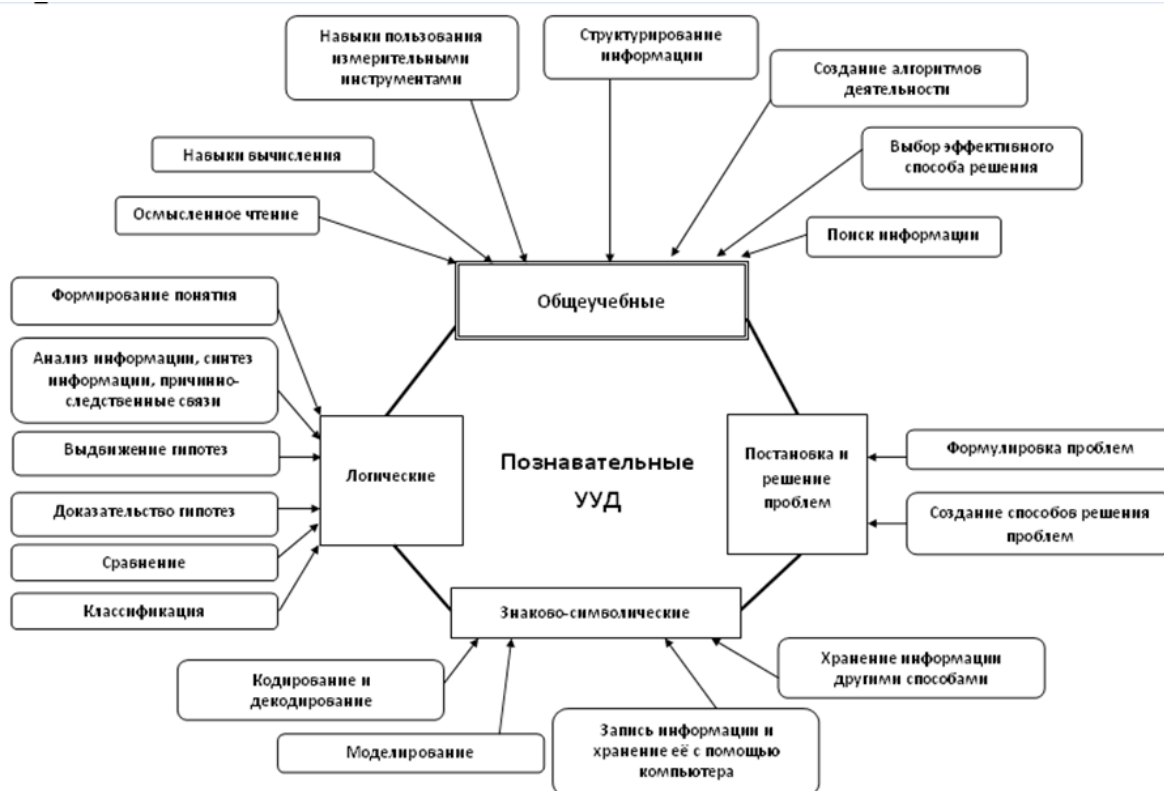 Навыки пользования
измерительными
инструментами
Структурирование
информации
Создание алгоритмов
деятельности
Навыки вычисления
Выбор эффективного
способа решения
Осмысленное чтение
Поиск информации
Общеучебные
Формирование понятия
Анализ информации, синтез
информации, причинно-
следственные связи
Выдвижение гипотез
Доказательство гипотез
Сравнение
Классификация
Логические
Познавательные
УУД
Постановка и
решение
проблем
Формулировка проблем
Создание способов решения
проблем
Знаково-символические
Кодирование и
декодирование
Моделирование
Запись информации и
хранение её с помощью
компьютера
Хранение информации
другими способами